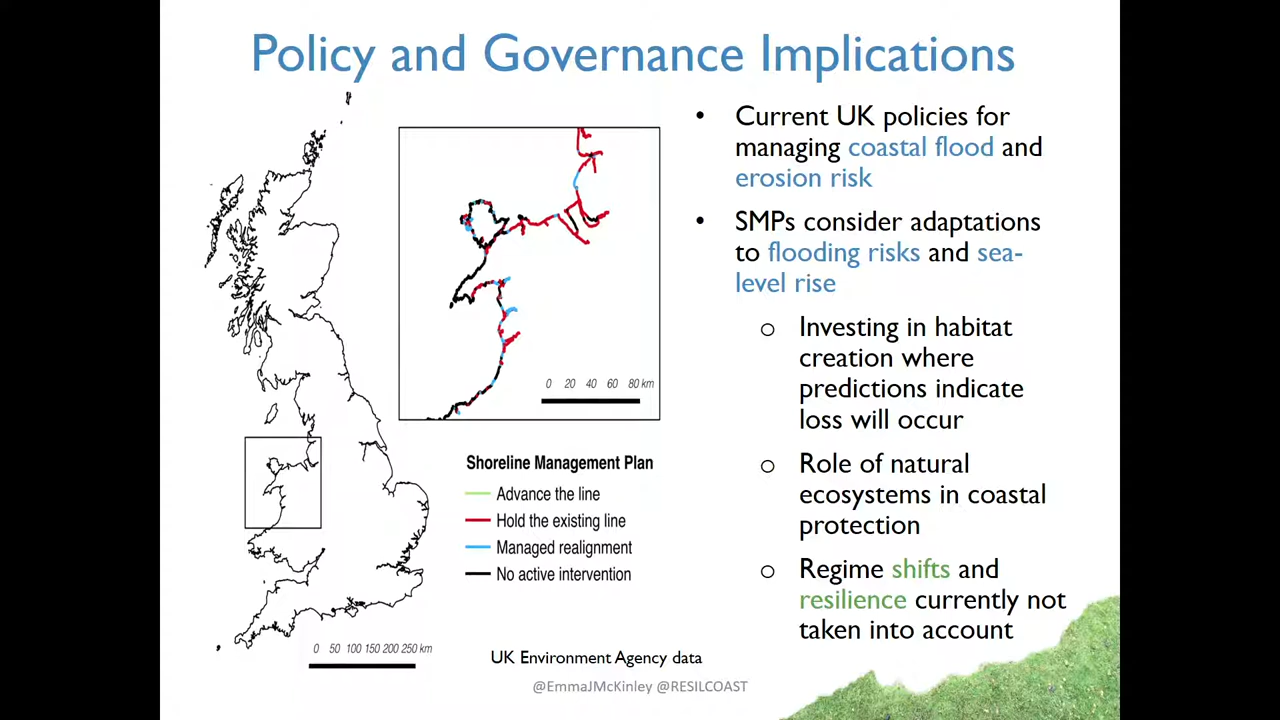 Policy and Governance Implications
• Current UK policies for
managing coastal flood and
erosion risk
• SMPs consider adaptations
to flooding risks and sea-
level rise
o Investing in habitat
creation where
predictions indicate
loss will occur
o Role of natural
ecosystems in coastal
protection
o Regime shifts and
resilience currently not
taken into account
0 20 40 60 80 km
Shoreline Management Plan
Advance the line
Hold the existing line
Managed realignment
No active intervention
0 50 100 150 200 250 km
UK Environment Agency data
@EmmaJMcKinley @RESILCOAST